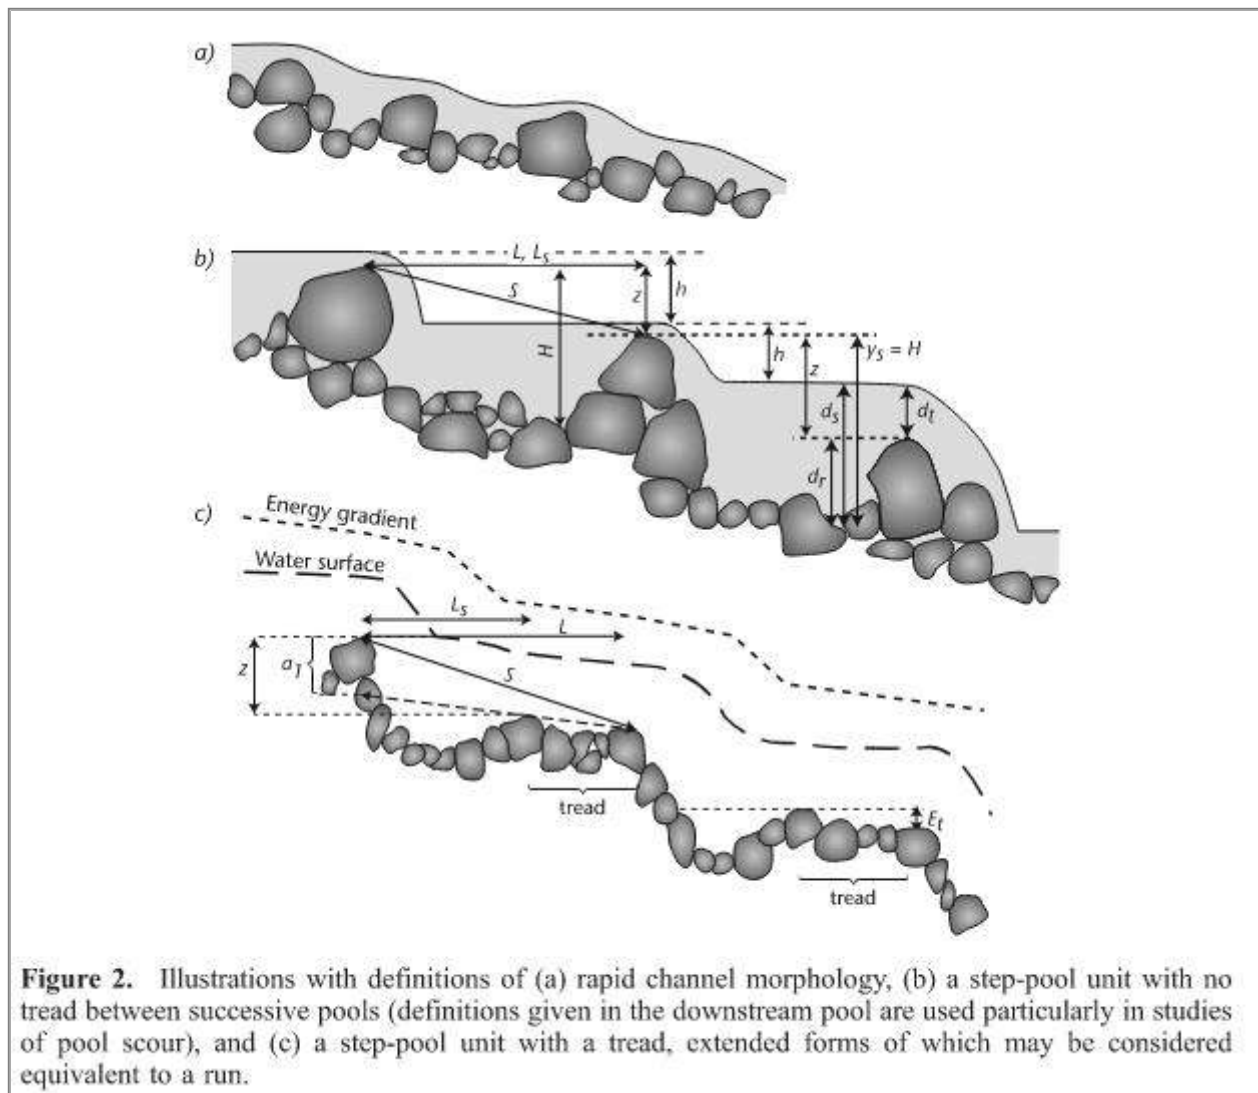 a)
b)
L, Ls
S
z
h
H
h
ys = H
z
ds
dt
dr
c)
Energy gradient
Water surface
Ls
L
z
a1
S
tread
Et
tread
Figure 2. Illustrations with definitions of (a) rapid channel morphology, (b) a step-pool unit with no
tread between successive pools (definitions given in the downstream pool are used particularly in studies
of pool scour), and (c) a step-pool unit with a tread, extended forms of which may be considered
equivalent to a run.